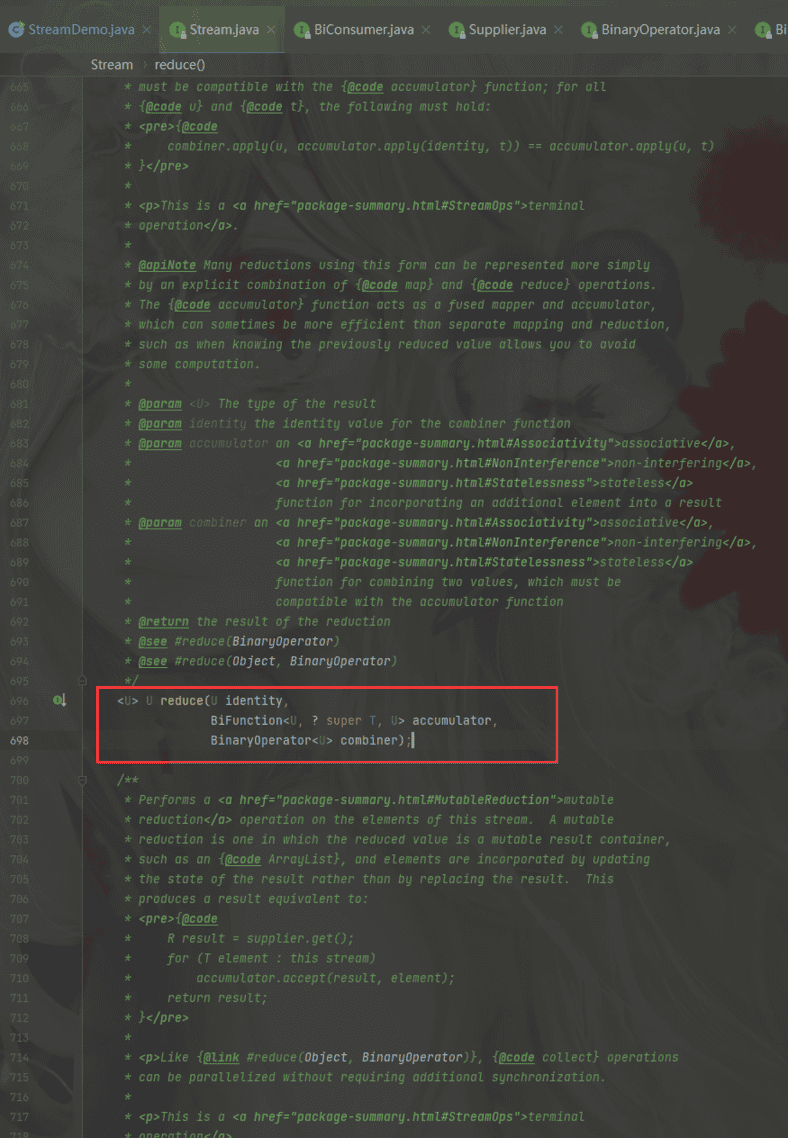 StreamDemo.java × Stream.java × BiConsumer.java × Supplier.java × BinaryOperator.java × Bi
Stream reduce()
665 * must be compatible with the {@code accumulator} function; for all
666 * {@code u} and {@code t}, the following must hold:
667 * <pre>{@code
668 *     combiner.apply(u, accumulator.apply(identity, t)) == accumulator.apply(u, t)
669 * }</pre>
670 *
671 * <p>This is a <a href="package-summary.html#StreamOps">terminal
672 * operation</a>.
673 *
674 * @apiNote Many reductions using this form can be represented more simply
675 * by an explicit combination of {@code map} and {@code reduce} operations.
676 * The {@code accumulator} function acts as a fused mapper and accumulator,
677 * which can sometimes be more efficient than separate mapping and reduction,
678 * such as when knowing the previously reduced value allows you to avoid
679 * some computation.
680 *
681 * @param <U> The type of the result
682 * @param identity the identity value for the combiner function
683 * @param accumulator an <a href="package-summary.html#Associativity">associative</a>,
684 *                    <a href="package-summary.html#NonInterference">non-interfering</a>,
685 *                    <a href="package-summary.html#Statelessness">stateless</a>
686 *                    function for incorporating an additional element into a result
687 * @param combiner an <a href="package-summary.html#Associativity">associative</a>,
688 *                    <a href="package-summary.html#NonInterference">non-interfering</a>,
689 *                    <a href="package-summary.html#Statelessness">stateless</a>
690 *                    function for combining two values, which must be
691 *                    compatible with the accumulator function
692 * @return the result of the reduction
693 * @see #reduce(BinaryOperator)
694 * @see #reduce(Object, BinaryOperator)
695 */
696 <U> U reduce(U identity,
697              BiFunction<U, ? super T, U> accumulator,
698              BinaryOperator<U> combiner);
699
700 /**
701 * Performs a <a href="package-summary.html#MutableReduction">mutable
702 * reduction</a> operation on the elements of this stream.  A mutable
703 * reduction is one in which the reduced value is a mutable result container,
704 * such as an {@code ArrayList}, and elements are incorporated by updating
705 * the state of the result rather than by replacing the result.  This
706 * produces a result equivalent to:
707 * <pre>{@code
708 *     R result = supplier.get();
709 *     for (T element : this stream)
710 *         accumulator.accept(result, element);
711 *     return result;
712 * }</pre>
713 *
714 * <p>Like {@link #reduce(Object, BinaryOperator)}, {@code collect} operations
715 * can be parallelized without requiring additional synchronization.
716 *
717 * <p>This is a <a href="package-summary.html#StreamOps">terminal
718 * operation</a>